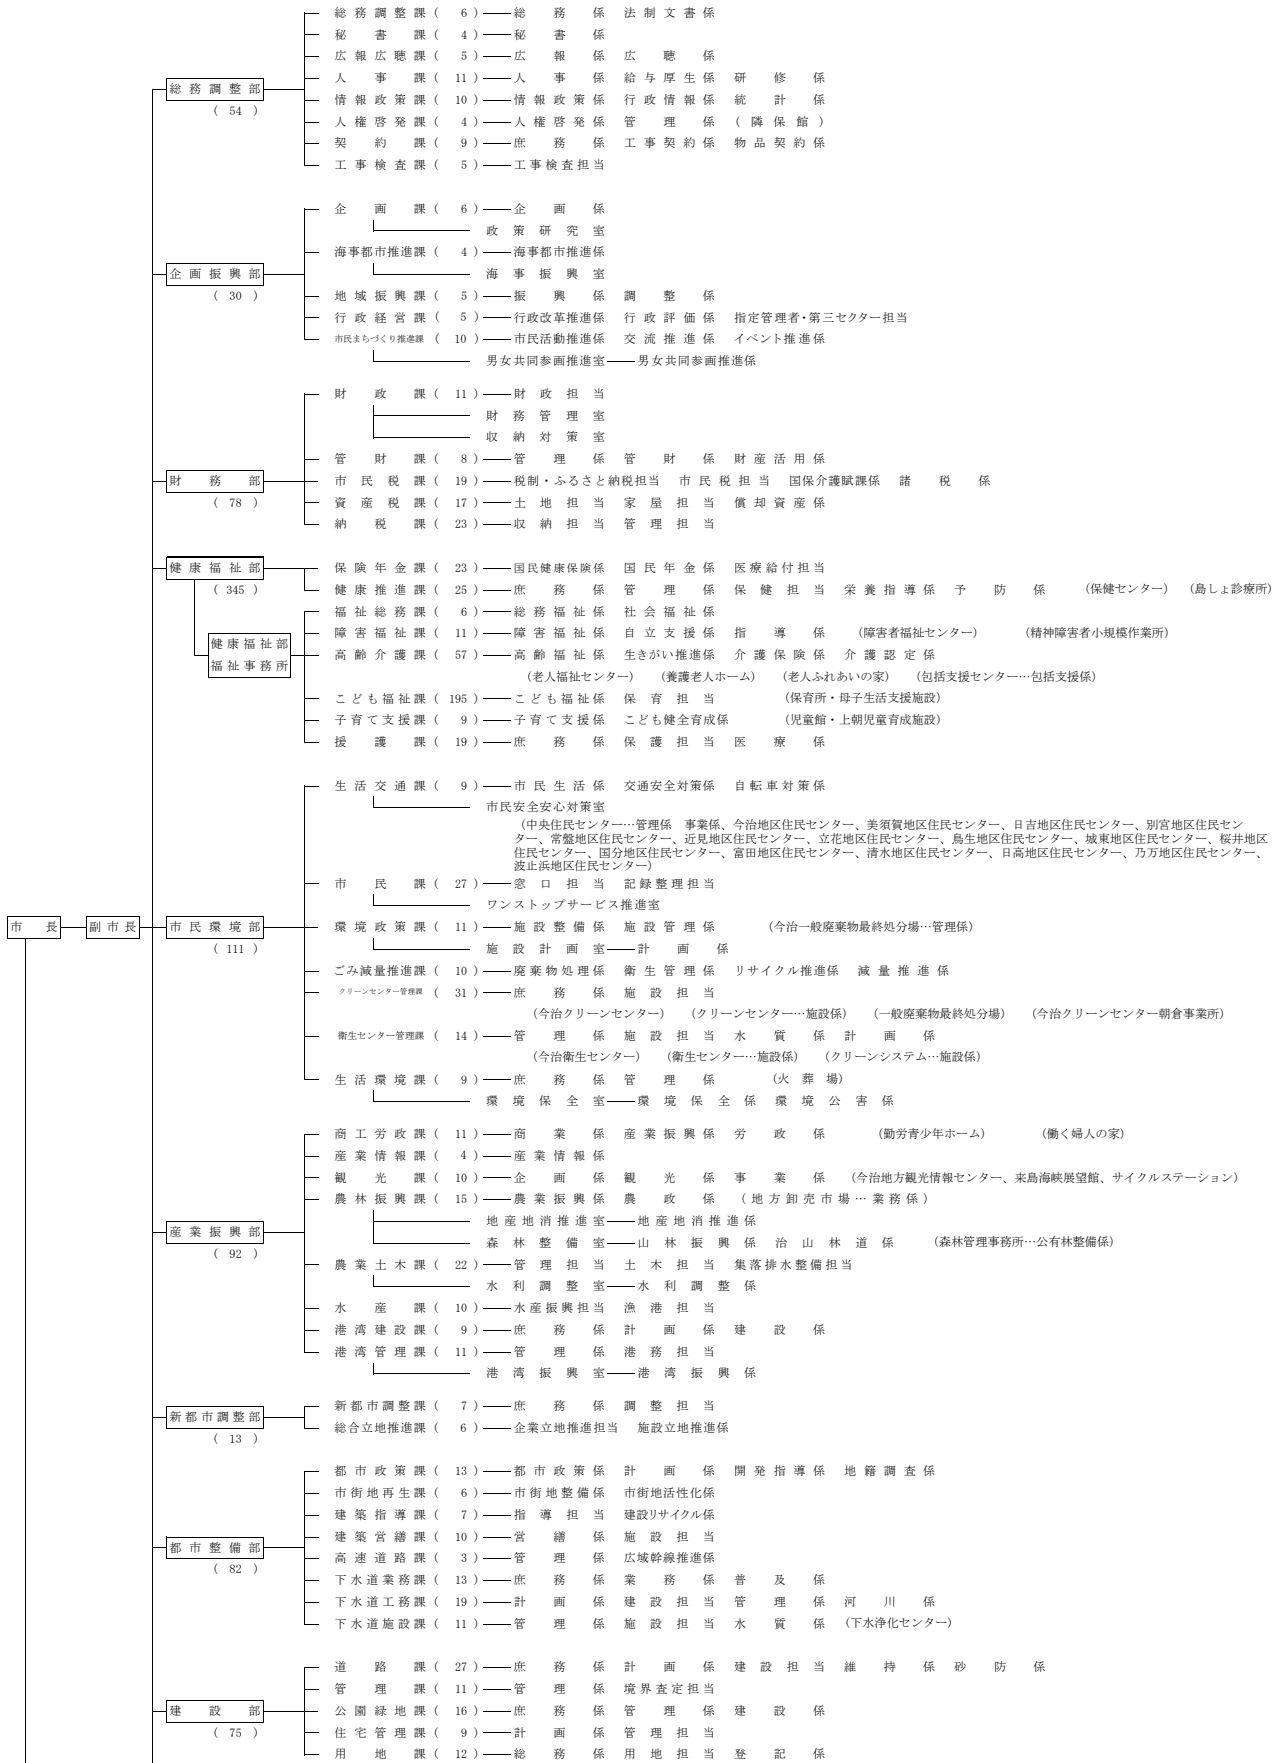 総務調整課( 6 ) 総務係 法制文書係
秘書課( 4 ) 秘書係
広報広聴課( 5 ) 広報係 広聴係
人事課( 11 ) 人事係 給与厚生係 研修係
総務調整部
情報政策課( 10 ) 情報政策係 行政情報係 統計係
( 54 )
人権啓発課( 4 ) 人権啓発係 管理係 (隣保館)
契約課( 9 ) 庶務係 工事契約係 物品契約係
工事検査課( 5 ) 工事検査担当
企画課( 6 ) 企画係
政策研究室
海事都市推進課( 4 ) 海事都市推進係
企画振興部
海事振興室
( 30 )
地域振興課( 5 ) 振興係 調整係
行政経営課( 5 ) 行政改革推進係 行政評価係 指定管理者・第三セクター担当
市民まちづくり推進課( 10 ) 市民活動推進係 交流推進係 イベント推進係
男女共同参画推進室 男女共同参画推進係
財政課( 11 ) 財政担当
財務管理室
収納対策室
管財課( 8 ) 管理係 管財係 財産活用係
財務部
市民税課( 19 ) 税制・ふるさと納税担当 市民税担当 国保介護賦課係 諸税係
( 78 )
資産税課( 17 ) 土地担当 家屋担当 償却資産係
納税課( 23 ) 収納担当 管理担当
健康福祉部
保険年金課( 23 ) 国民健康保険係 国民年金係 医療給付担当
( 345 )
健康推進課( 25 ) 庶務係 管理係 保健担当 栄養指導係 予防係 (保健センター) (島しょ診療所)
福祉総務課( 6 ) 総務福祉係 社会福祉係
障害福祉課( 11 ) 障害福祉係 自立支援係 指導係 (障害者福祉センター) (精神障害者小規模作業所)
健康福祉部
福祉事務所
高齢介護課( 57 ) 高齢福祉係 生きがい推進係 介護保険係 介護認定係
(老人福祉センター) (養護老人ホーム) (老人ふれあいの家) (包括支援センター…包括支援係)
こども福祉課( 195 ) こども福祉係 保育担当 (保育所・母子生活支援施設)
子育て支援課( 9 ) 子育て支援係 こども健全育成係 (児童館・上朝児童育成施設)
援護課( 19 ) 庶務係 保護担当 医療係
生活交通課( 9 ) 市民生活係 交通安全対策係 自転車対策係
市民安全安心対策室
(中央住民センター…管理係 事業係、今治地区住民センター、美須賀地区住民センター、日吉地区住民センター、別宮地区住民セン
ター、常盤地区住民センター、近見地区住民センター、立花地区住民センター、鳥生地区住民センター、城東地区住民センター、桜井地区
住民センター、国分地区住民センター、富田地区住民センター、清水地区住民センター、日高地区住民センター、乃万地区住民センター、
波止浜地区住民センター)
市民課( 27 ) 窓口担当 記録整理担当
ワンストップサービス推進室
市長 副市長 市民環境部
環境政策課( 11 ) 施設整備係 施設管理係 (今治一般廃棄物最終処分場…管理係)
( 111 )
施設計画室 計画係
ごみ減量推進課( 10 ) 廃棄物処理係 衛生管理係 リサイクル推進係 減量推進係
クリーンセンター管理課( 31 ) 庶務係 施設担当
(今治クリーンセンター) (クリーンセンター…施設係) (一般廃棄物最終処分場) (今治クリーンセンター朝倉事業所)
衛生センター管理課( 14 ) 管理係 施設担当 水質係 計画係
(今治衛生センター) (衛生センター…施設係) (クリーンシステム…施設係)
生活環境課( 9 ) 庶務係 管理係 (火葬場)
環境保全室 環境保全係 環境公害係
商工労政課( 11 ) 商業係 産業振興係 労政係 (勤労青少年ホーム) (働く婦人の家)
産業情報課( 4 ) 産業情報係
観光課( 10 ) 企画係 観光係 事業係 (今治地方観光情報センター、来島海峡展望館、サイクルステーション)
農林振興課( 15 ) 農業振興係 農政係 (地方卸売市場…業務係)
地産地消推進室 地産地消推進係
産業振興部
森林整備室 山林振興係 治山林道係 (森林管理事務所…公有林整備係)
( 92 )
農業土木課( 22 ) 管理担当 土木担当 集落排水整備担当
水利調整室 水利調整係
水産課( 10 ) 水産振興担当 漁港担当
港湾建設課( 9 ) 庶務係 計画係 建設係
港湾管理課( 11 ) 管理係 港務担当
港湾振興室 港湾振興係
新都市調整部
新都市調整課( 7 ) 庶務係 調整担当
総合立地推進課( 6 ) 企業立地推進担当 施設立地推進係
( 13 )
都市政策課( 13 ) 都市政策係 計画係 開発指導係 地籍調査係
市街地再生課( 6 ) 市街地整備係 市街地活性化係
建築指導課( 7 ) 指導担当 建設リサイクル係
建築営繕課( 10 ) 営繕係 施設担当
都市整備部
高速道路課( 3 ) 管理係 広域幹線推進係
( 82 )
下水道業務課( 13 ) 庶務係 業務係 普及係
下水道工務課( 19 ) 計画係 建設担当 管理係 河川係
下水道施設課( 11 ) 管理係 施設担当 水質係 (下水浄化センター)
道路課( 27 ) 庶務係 計画係 建設担当 維持係 砂防係
管理課( 11 ) 管理係 境界査定担当
建設部
公園緑地課( 16 ) 庶務係 管理係 建設係
( 75 )
住宅管理課( 9 ) 計画係 管理担当
用地課( 12 ) 総務係 用地担当 登記係